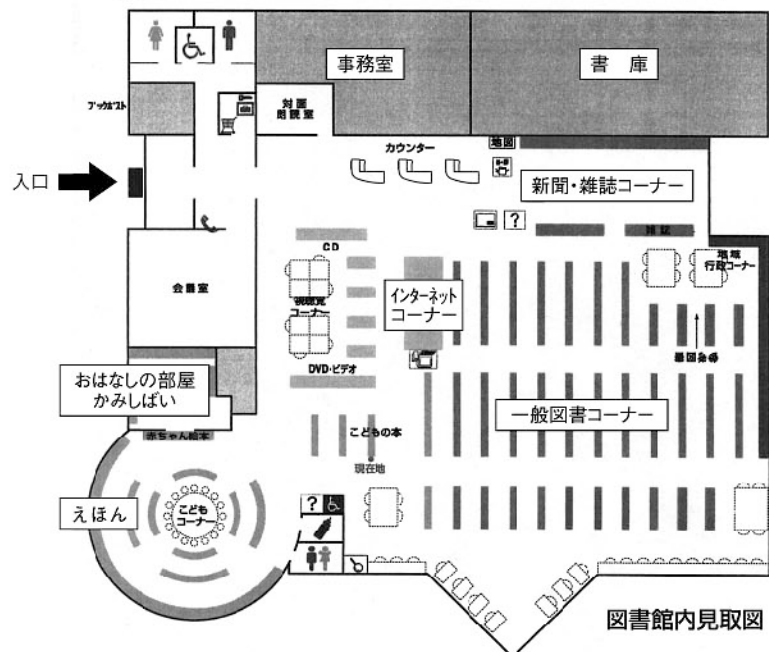 事務室
書 庫
ブックポスト
対面
朗読室
カウンター
地図
入口
新聞・雑誌コーナー
?
雑誌
CD
地域
行政コーナー
会議室
視聴覚
コーナー
インターネット
コーナー
DVD・ビデオ
おはなしの部屋
かみしばい
一般図書コーナー
こどもの本
赤ちゃん絵本
現在地
えほん
こども
コーナー
?
図書館内見取図